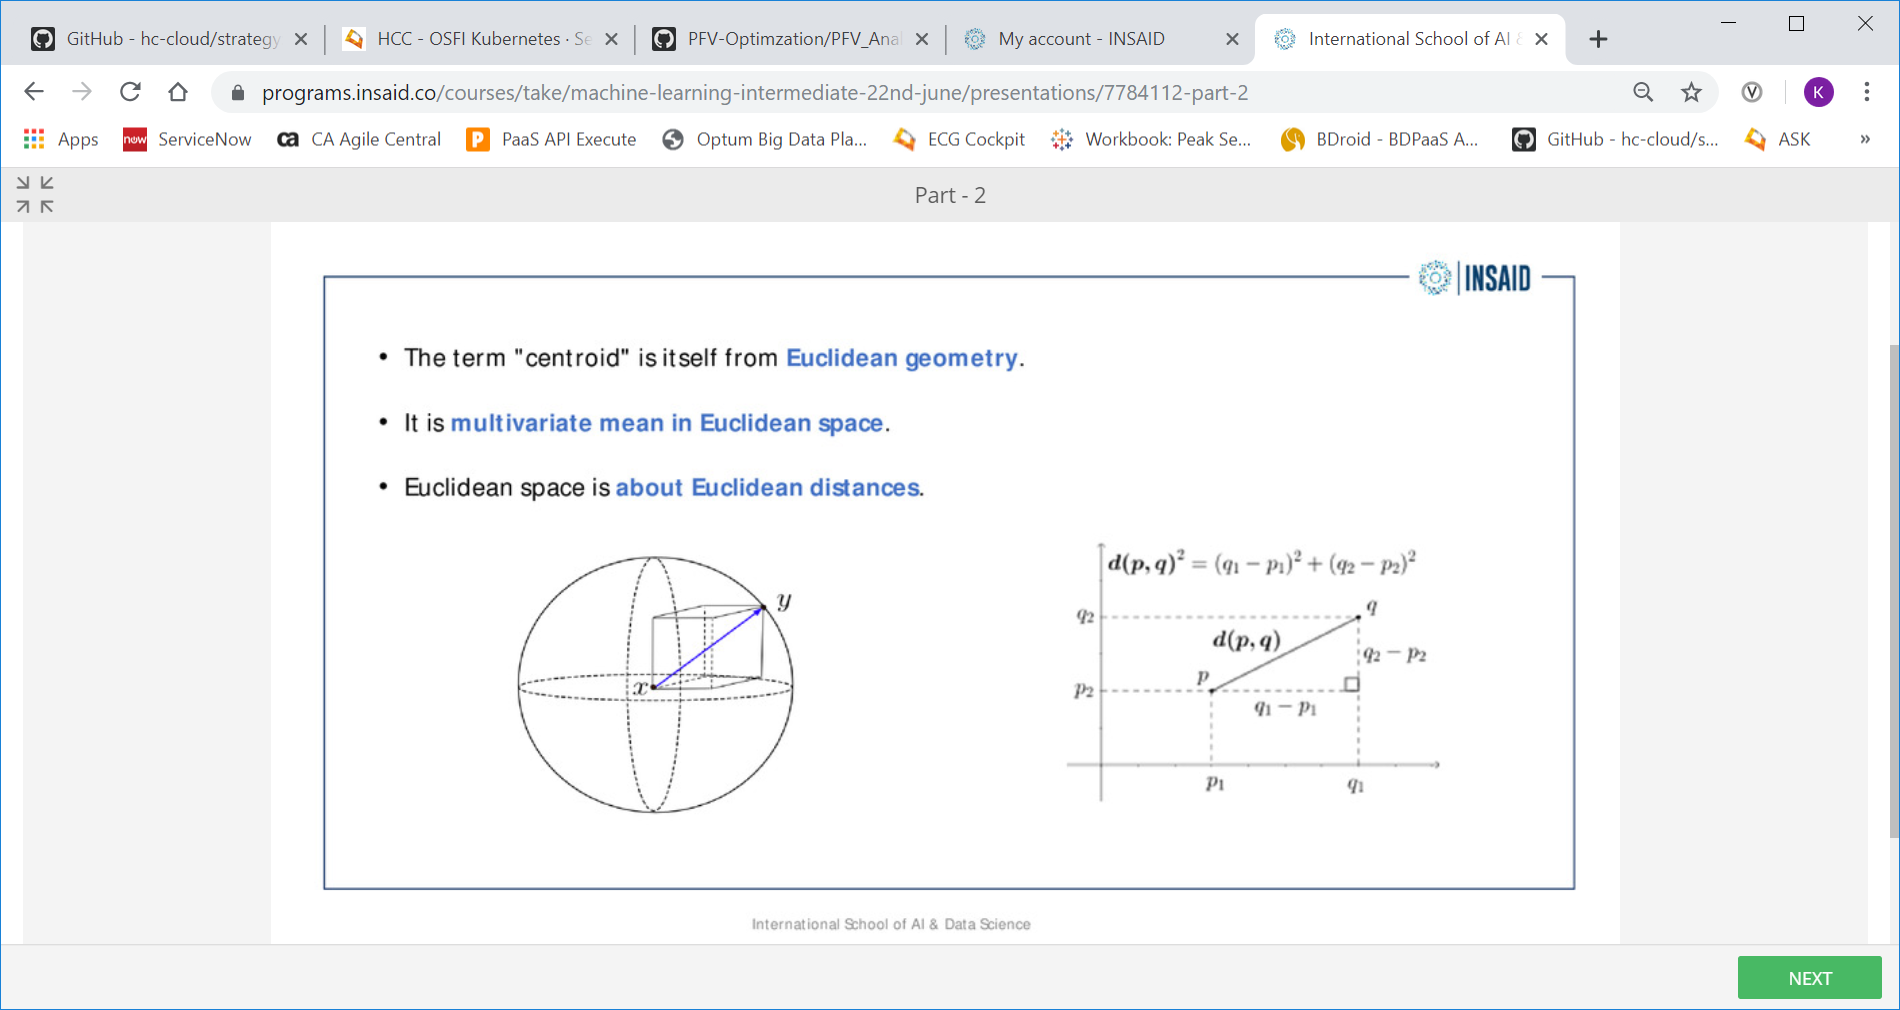 GitHub - hc-cloud/strategy
HCC - OSFI Kubernetes · Se
PFV-Optimzation/PFV_Anal
My account - INSAID
International School of AI &
programs.insaid.co/courses/take/machine-learning-intermediate-22nd-june/presentations/7784112-part-2
K
Apps
now
ServiceNow
ca
CA Agile Central
P
PaaS API Execute
Optum Big Data Pla...
ECG Cockpit
Workbook: Peak Se...
BDroid - BDPaaS A...
GitHub - hc-cloud/s...
ASK
»
Part - 2
INSAID
• The term "centroid" is itself from Euclidean geometry.
• It is multivariate mean in Euclidean space.
• Euclidean space is about Euclidean distances.
y
x
d(p, q)² = (q₁ − p₁)² + (q₂ − p₂)²
q₂
q
d(p, q)
q₂ − p₂
p
p₂
q₁ − p₁
p₁
q₁
International School of AI & Data Science
NEXT